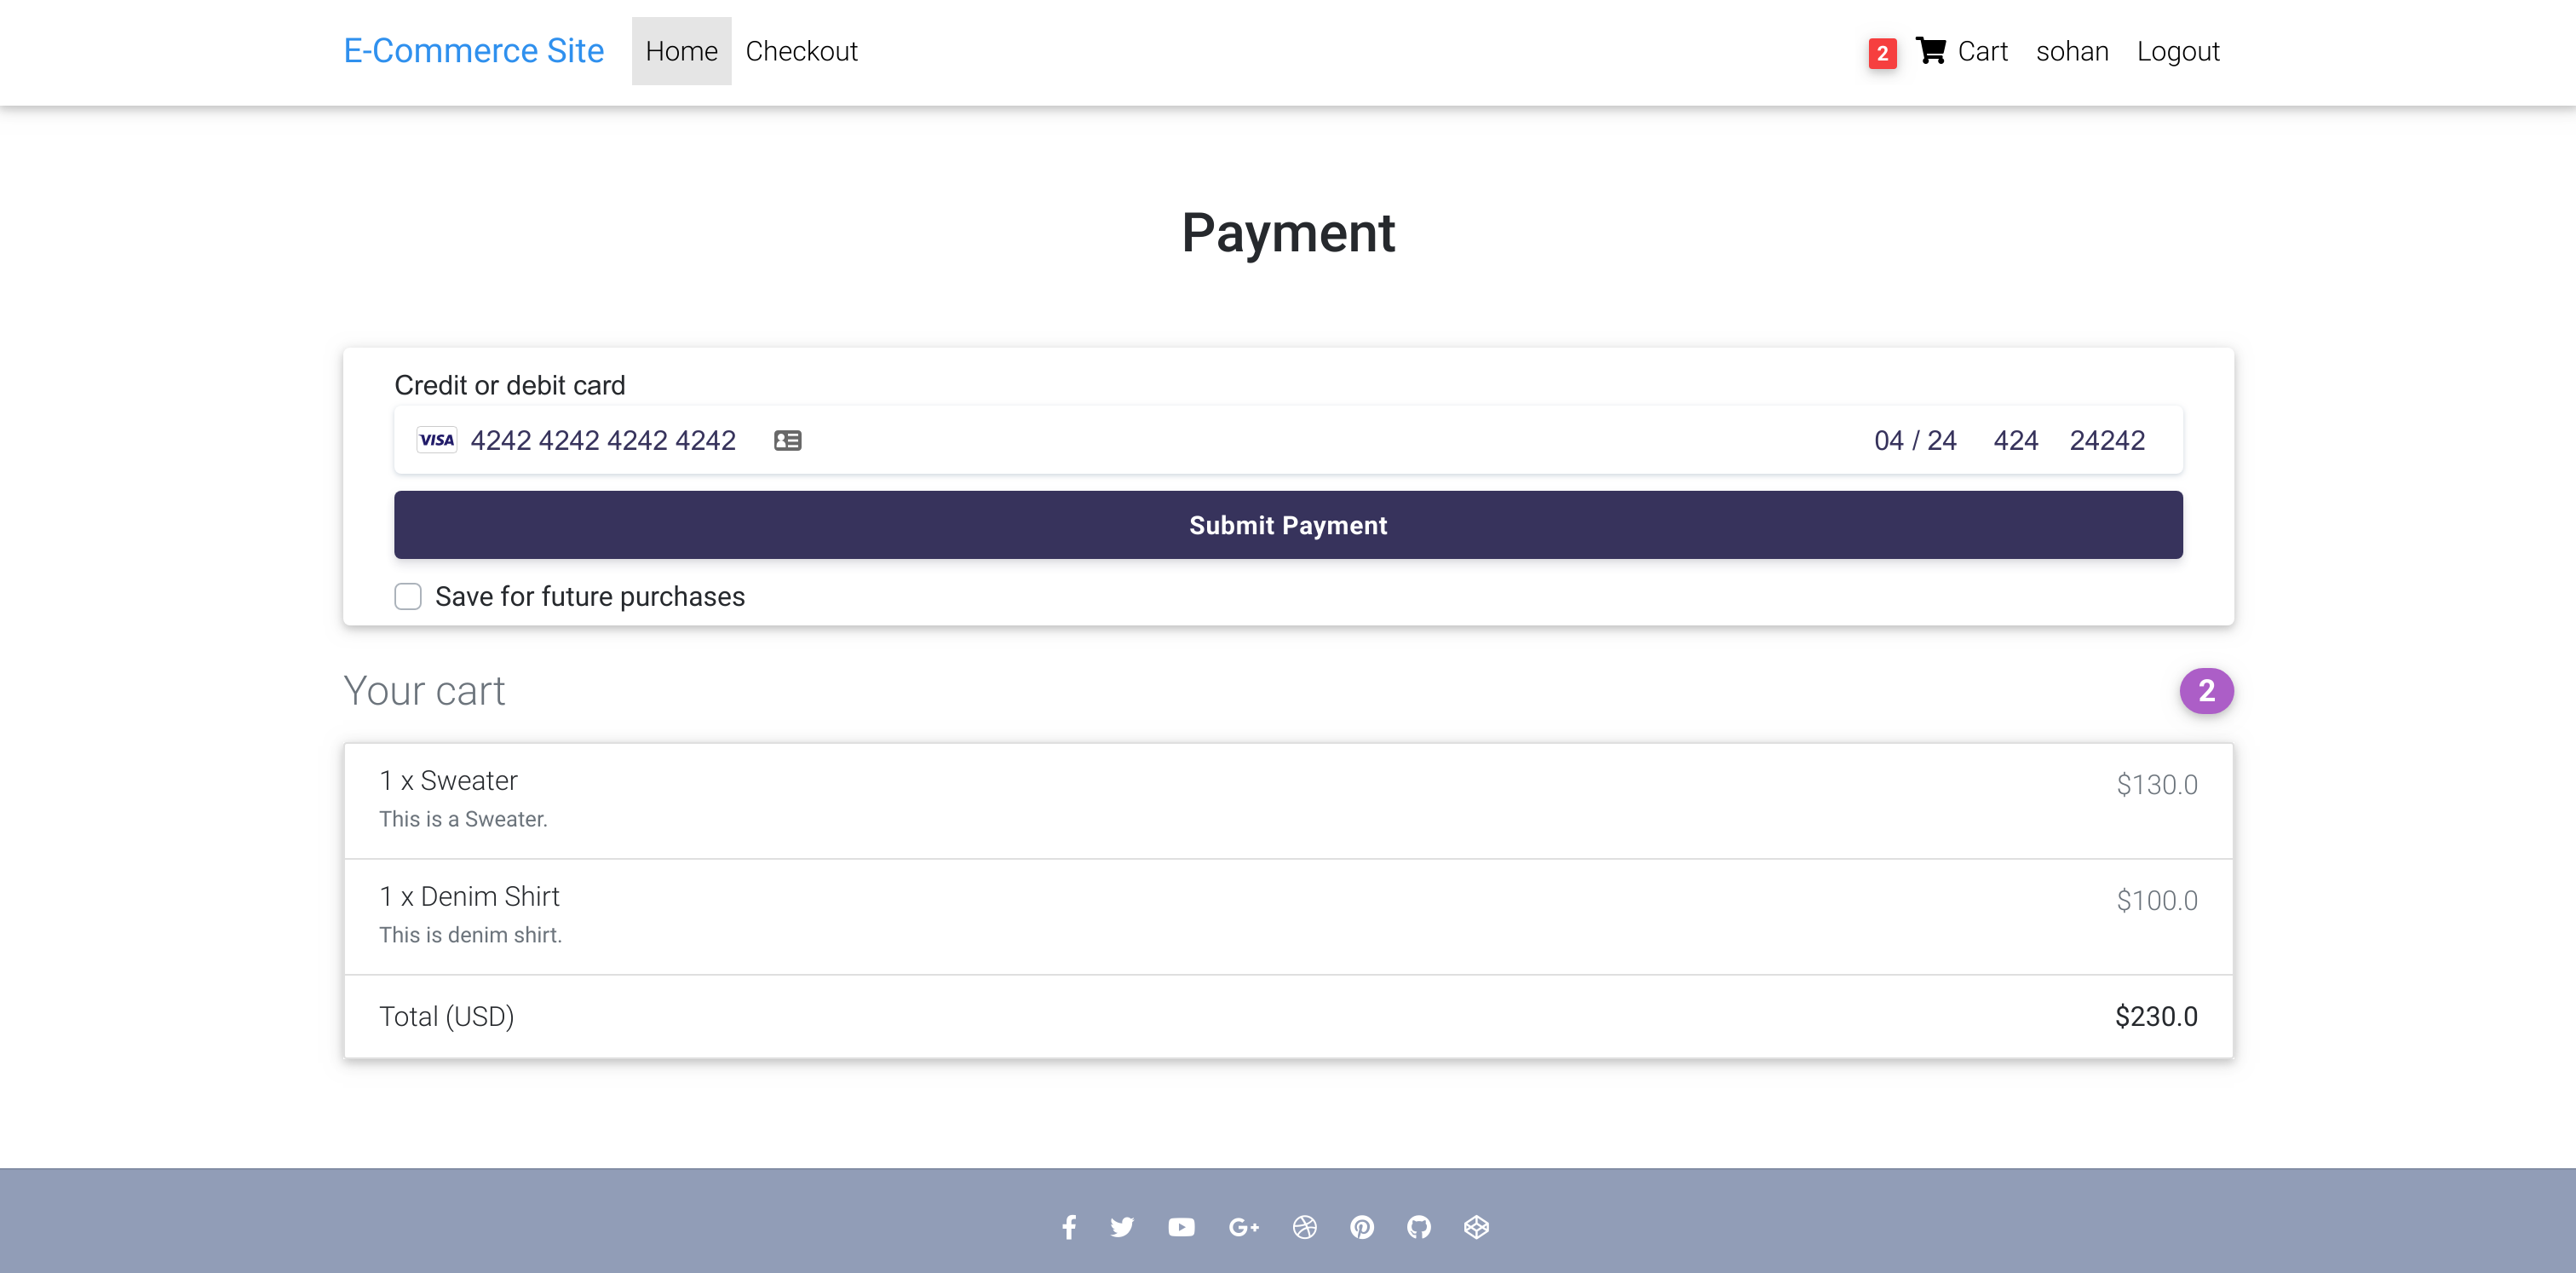 E-Commerce Site Home Checkout 2 Cart sohan Logout
Payment
Credit or debit card
VISA 4242 4242 4242 4242 04 / 24 424 24242
Submit Payment
Save for future purchases
Your cart 2
1 x Sweater $130.0
This is a Sweater.
1 x Denim Shirt $100.0
This is denim shirt.
Total (USD) $230.0